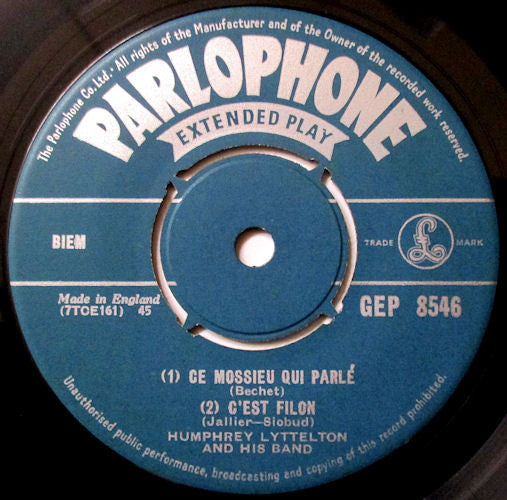 The Parlophone Co. Ltd · All rights of the Manufacturer and of the Owner of the recorded work reserved.
PARLOPHONE
EXTENDED PLAY
BIEM
TRADE £ MARK
Made in England
(7TCE161) 45
GEP 8546
(1) CE MOSSIEU QUI PARLÉ
(Bechet)
(2) C'EST FILON
(Jallier—Siobud)
HUMPHREY LYTTELTON
AND HIS BAND
Unauthorised public performance, broadcasting and copying of this record prohibited.